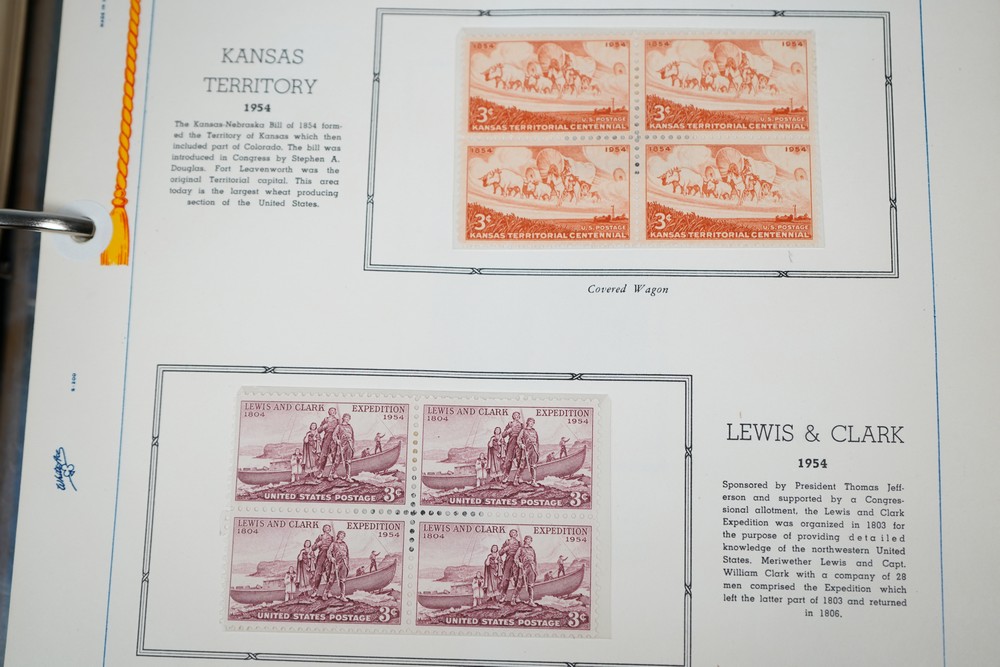 KANSAS
TERRITORY
1954
The Kansas-Nebraska Bill of 1854 form-
ed the Territory of Kansas which then
included part of Colorado. The bill was
introduced in Congress by Stephen A.
Douglas. Fort Leavenworth was the
original Territorial capital. This area
today is the largest wheat producing
section of the United States.
1854 1954
3¢ U.S. POSTAGE
KANSAS TERRITORIAL CENTENNIAL
1854 1954
3¢ U.S. POSTAGE
KANSAS TERRITORIAL CENTENNIAL
1854 1954
3¢ U.S. POSTAGE
KANSAS TERRITORIAL CENTENNIAL
1854 1954
3¢ U.S. POSTAGE
KANSAS TERRITORIAL CENTENNIAL
Covered Wagon
LEWIS AND CLARK EXPEDITION
1804 1954
UNITED STATES POSTAGE 3¢
LEWIS AND CLARK EXPEDITION
1804 1954
UNITED STATES POSTAGE 3¢
LEWIS AND CLARK EXPEDITION
1804 1954
UNITED STATES POSTAGE 3¢
LEWIS AND CLARK EXPEDITION
1804 1954
UNITED STATES POSTAGE 3¢
LEWIS & CLARK
1954
Sponsored by President Thomas Jeff-
erson and supported by a Congres-
sional allotment, the Lewis and Clark
Expedition was organized in 1803 for
the purpose of providing detailed
knowledge of the northwestern United
States. Meriwether Lewis and Capt.
William Clark with a company of 28
men comprised the Expedition which
left the latter part of 1803 and returned
in 1806.